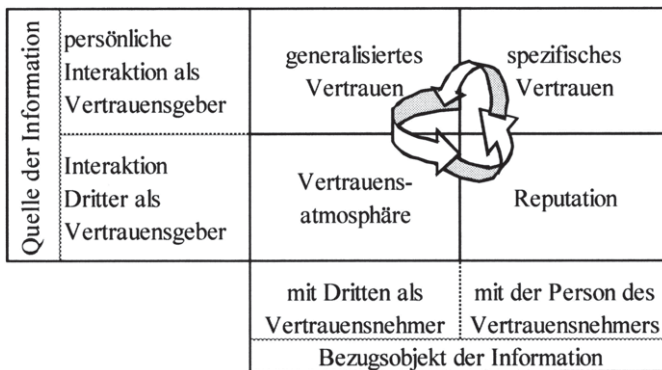 Quelle der Information
persönliche
Interaktion als
Vertrauensgeber
generalisiertes
Vertrauen
spezifisches
Vertrauen
Interaktion
Dritter als
Vertrauensgeber
Vertrauens-
atmosphäre
Reputation
mit Dritten als
Vertrauensnehmer
mit der Person des
Vertrauensnehmers
Bezugsobjekt der Information